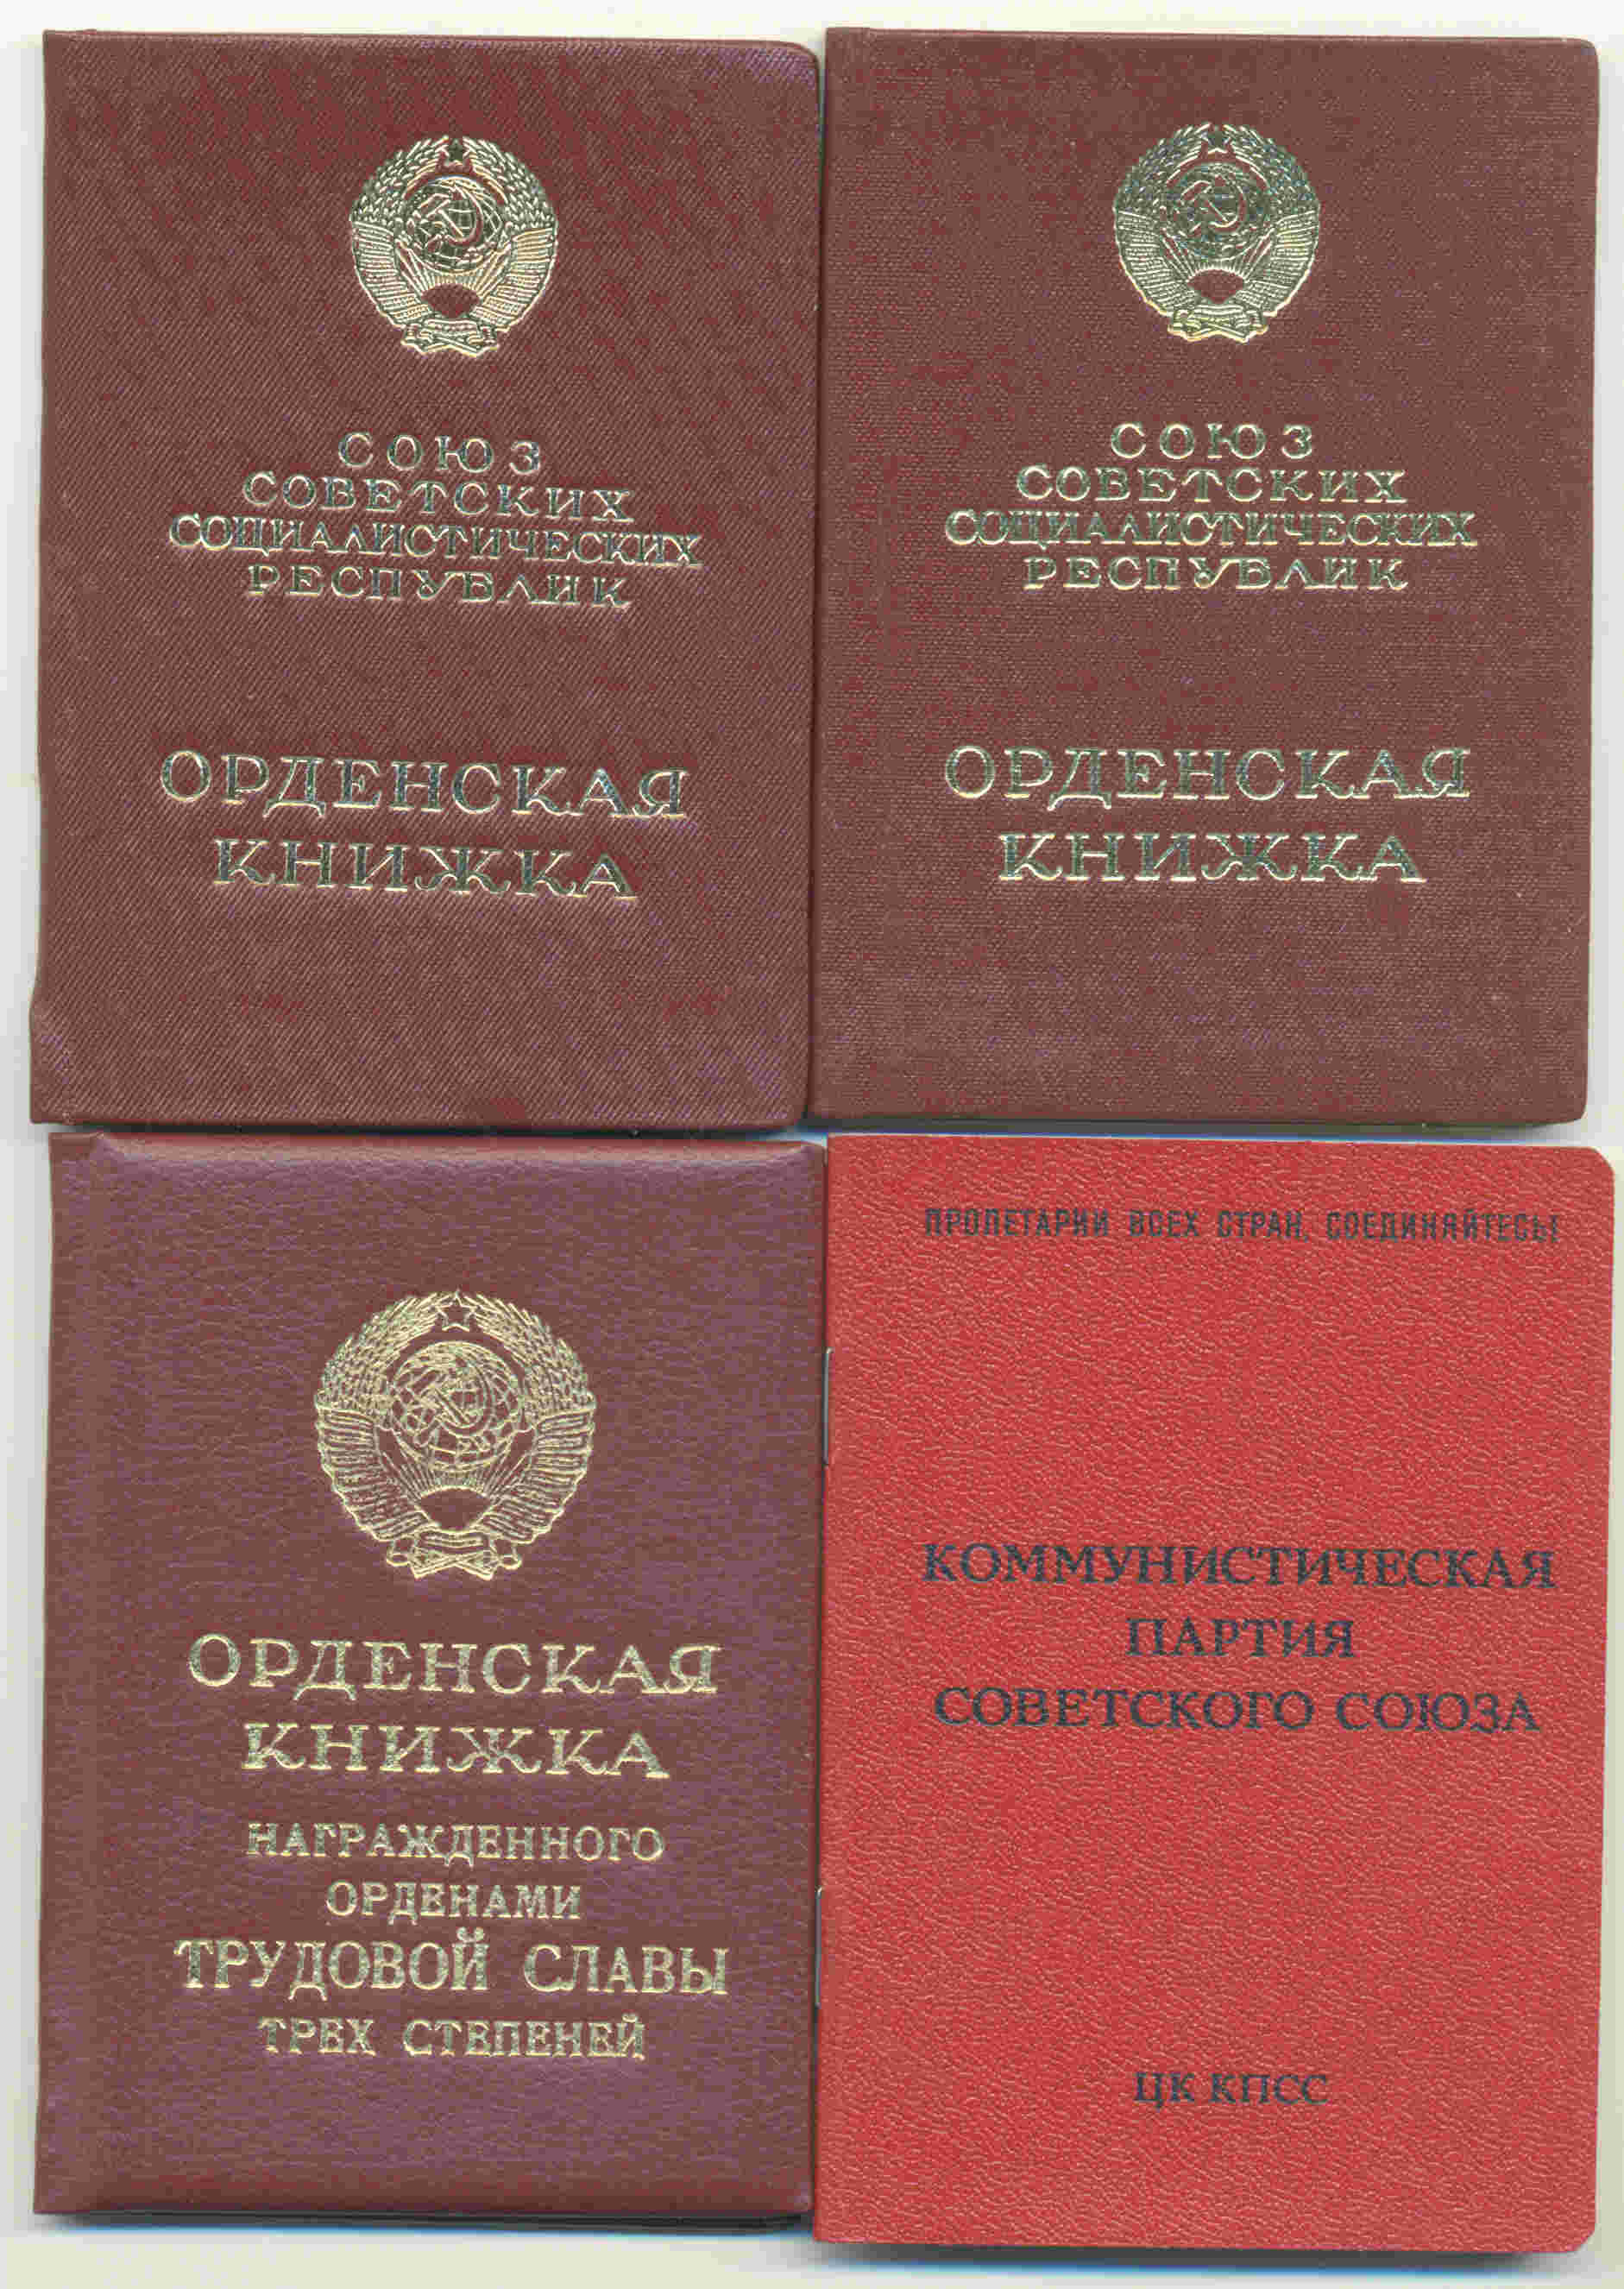 СОЮЗ
СОВЕТСКИХ
СОЦИАЛИСТИЧЕСКИХ
РЕСПУБЛИК
ОРДЕНСКАЯ
КНИЖКА
СОЮЗ
СОВЕТСКИХ
СОЦИАЛИСТИЧЕСКИХ
РЕСПУБЛИК
ОРДЕНСКАЯ
КНИЖКА
ОРДЕНСКАЯ
КНИЖКА
НАГРАЖДЕННОГО
ОРДЕНАМИ
ТРУДОВОЙ СЛАВЫ
ТРЕХ СТЕПЕНЕЙ
ПРОЛЕТАРИИ ВСЕХ СТРАН, СОЕДИНЯЙТЕСЬ!
КОММУНИСТИЧЕСКАЯ
ПАРТИЯ
СОВЕТСКОГО СОЮЗА
ЦК КПСС